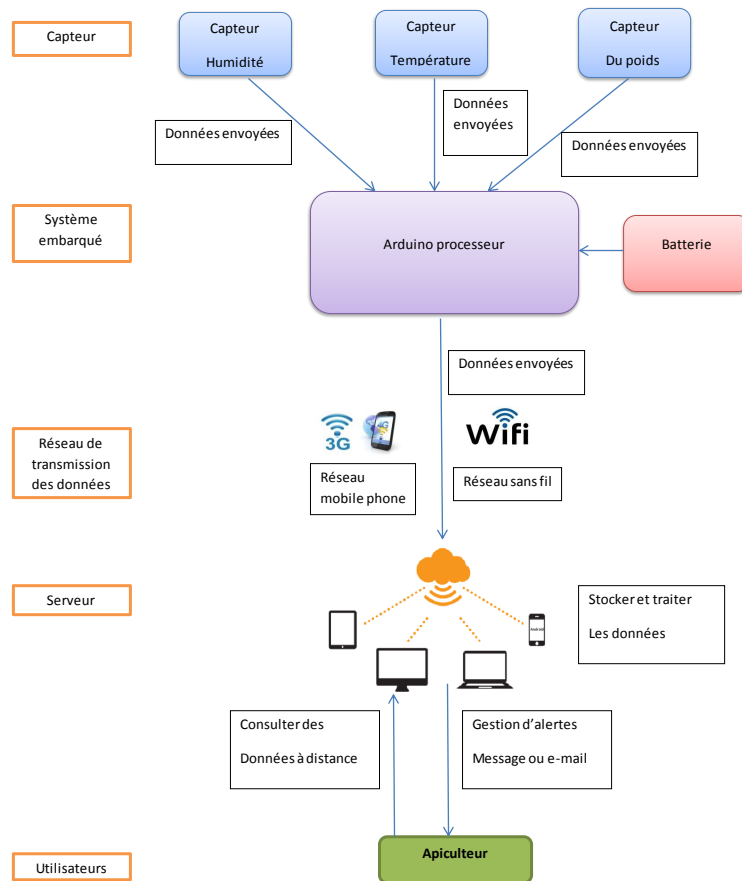 Capteur
Capteur
Humidité
Capteur
Température
Capteur
Du poids
Données envoyées
Données
envoyées
Données envoyées
Système
embarqué
Arduino processeur
Batterie
Données envoyées
Réseau de
transmission
des données
3G
4G
Wifi
Réseau
mobile phone
Réseau sans fil
Serveur
Android
Stocker et traiter
Les données
Consulter des
Données à distance
Gestion d'alertes
Message ou e-mail
Utilisateurs
Apiculteur